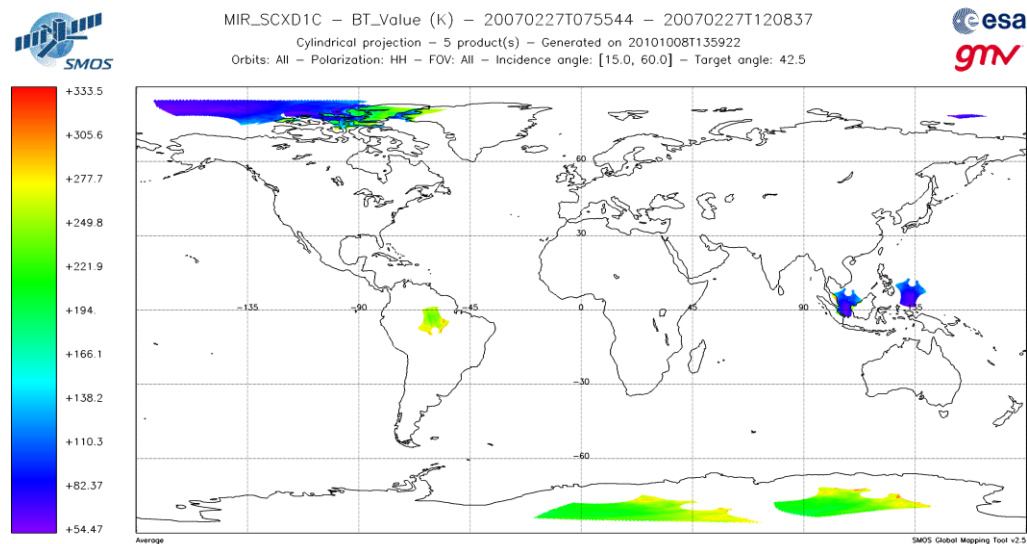 MIR_SCXD1C – BT_Value (K) – 20070227T075544 – 20070227T120837
Cylindrical projection – 5 product(s) – Generated on 20101008T135922
Orbits: All – Polarization: HH – FOV: All – Incidence angle: [15.0, 60.0] – Target angle: 42.5
SMOS
esa
gmv
+333.5
+305.6
+277.7
+249.8
+221.9
+194.
+166.1
+138.2
+110.3
+82.37
+54.47
60
30
−135
−90
−45
0
45
90
−30
−60
Average
SMOS Global Mapping Tool v2.5